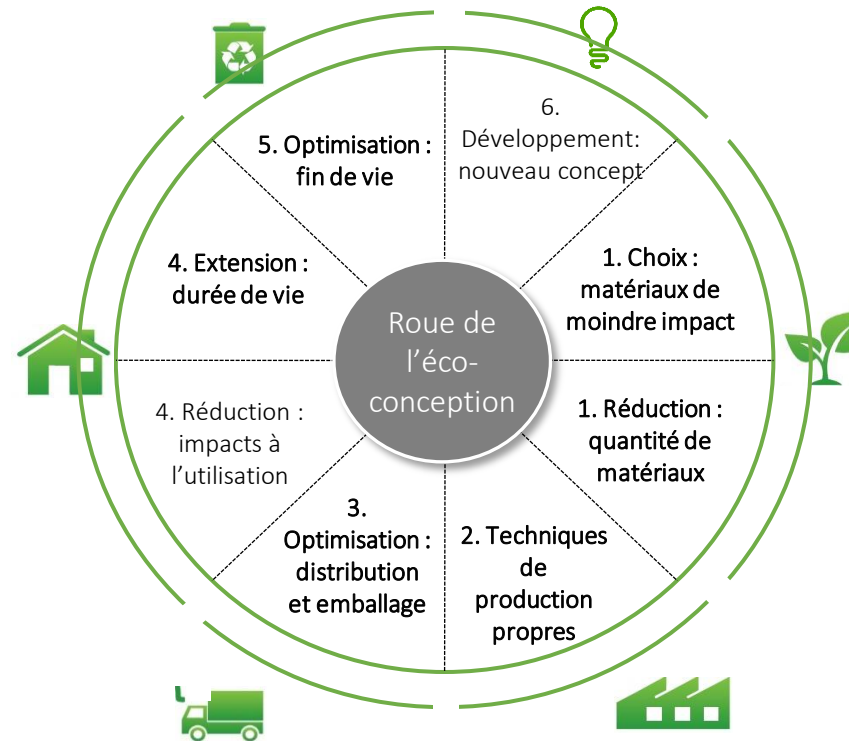 6.
Développement:
nouveau concept
5. Optimisation :
fin de vie
4. Extension :
durée de vie
1. Choix :
matériaux de
moindre impact
Roue de
l’éco-
conception
4. Réduction :
impacts à
l’utilisation
1. Réduction :
quantité de
matériaux
3.
Optimisation :
distribution
et emballage
2. Techniques
de
production
propres